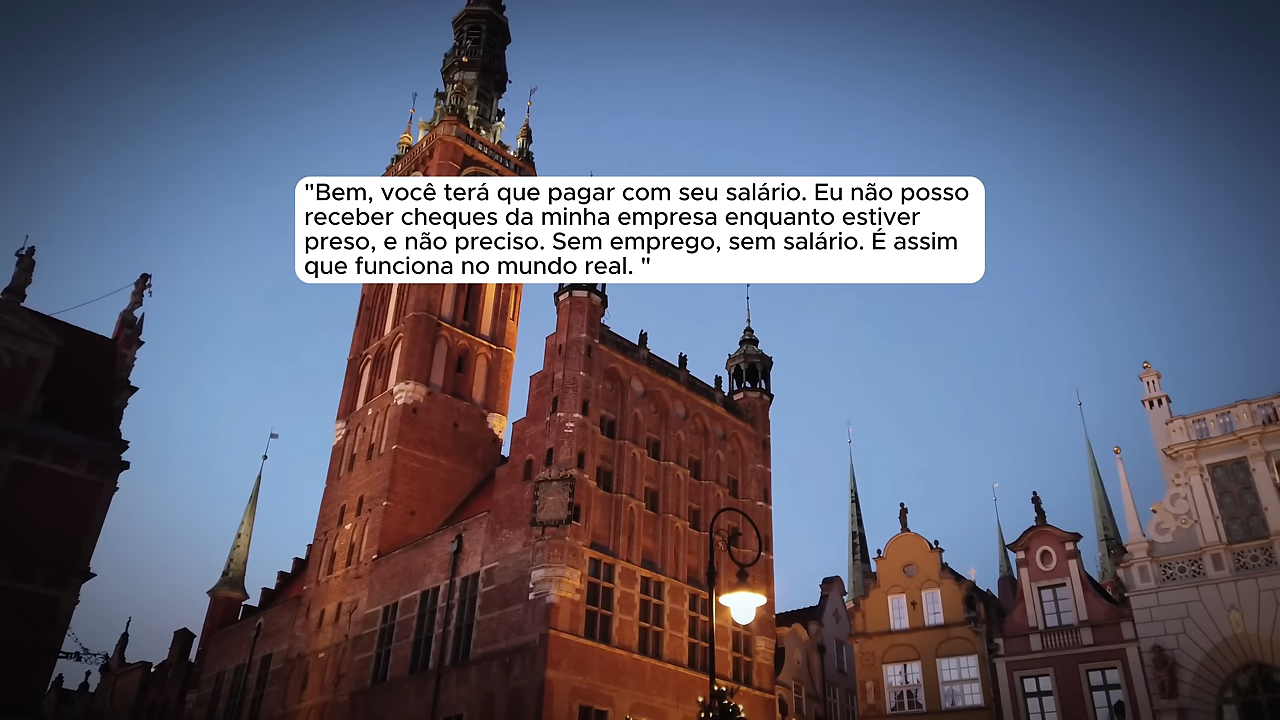 "Bem, você terá que pagar com seu salário. Eu não posso
receber cheques da minha empresa enquanto estiver
preso, e não preciso. Sem emprego, sem salário. É assim
que funciona no mundo real. "